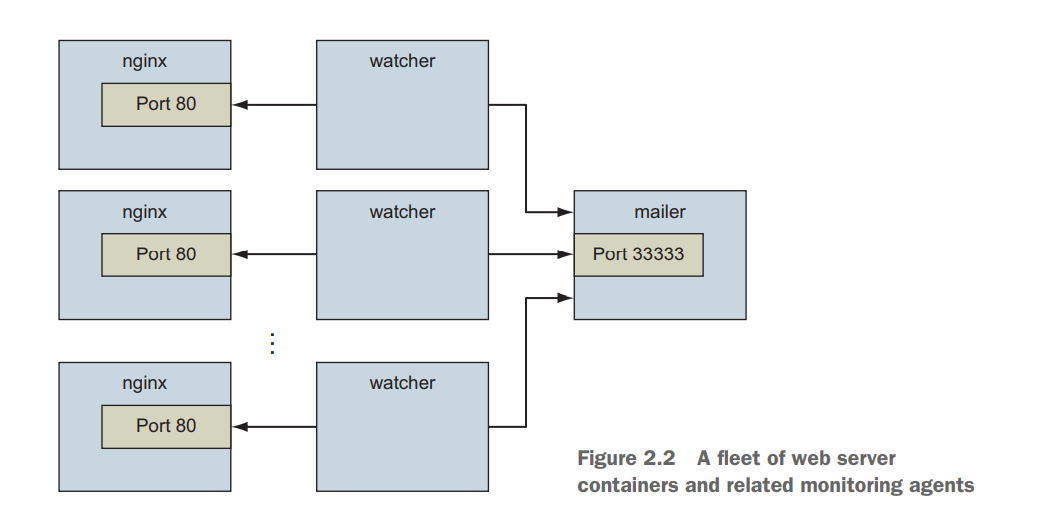 nginx
Port 80
watcher
nginx
Port 80
watcher
mailer
Port 33333
⋮
nginx
Port 80
watcher
Figure 2.2 A fleet of web server
containers and related monitoring agents